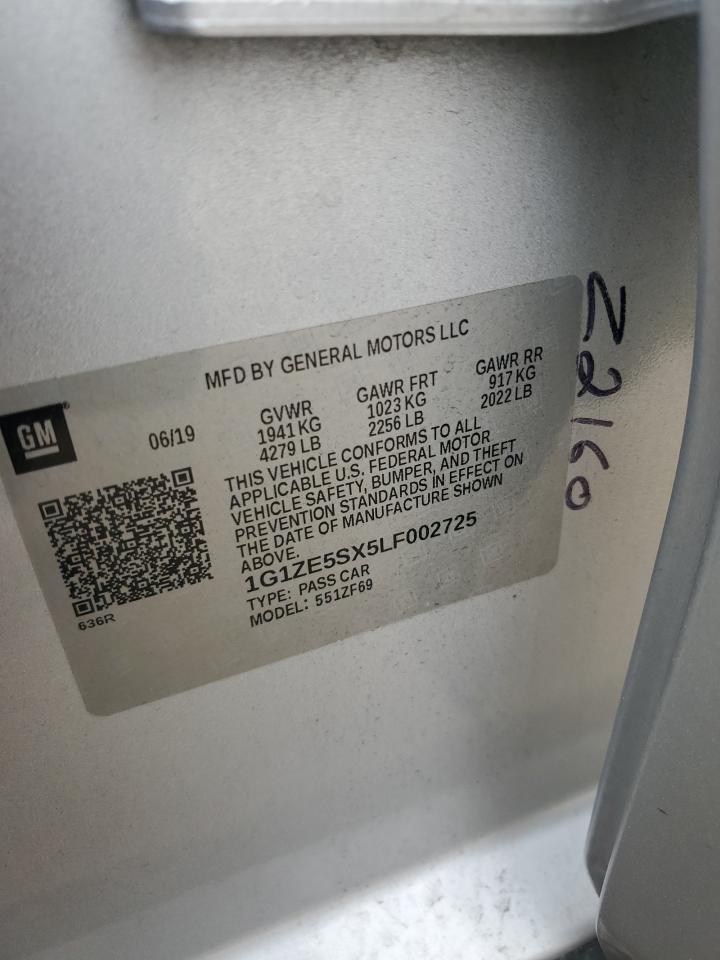 MFD BY GENERAL MOTORS LLC
GM
06/19
GVWR
1941 KG
4279 LB
GAWR FRT
1023 KG
2256 LB
GAWR RR
917 KG
2022 LB
THIS VEHICLE CONFORMS TO ALL
APPLICABLE U.S. FEDERAL MOTOR
VEHICLE SAFETY, BUMPER, AND THEFT
PREVENTION STANDARDS IN EFFECT ON
THE DATE OF MANUFACTURE SHOWN
ABOVE.
1G1ZE5SX5LF002725
TYPE: PASS CAR
MODEL: 551ZF69
636R
Z2160